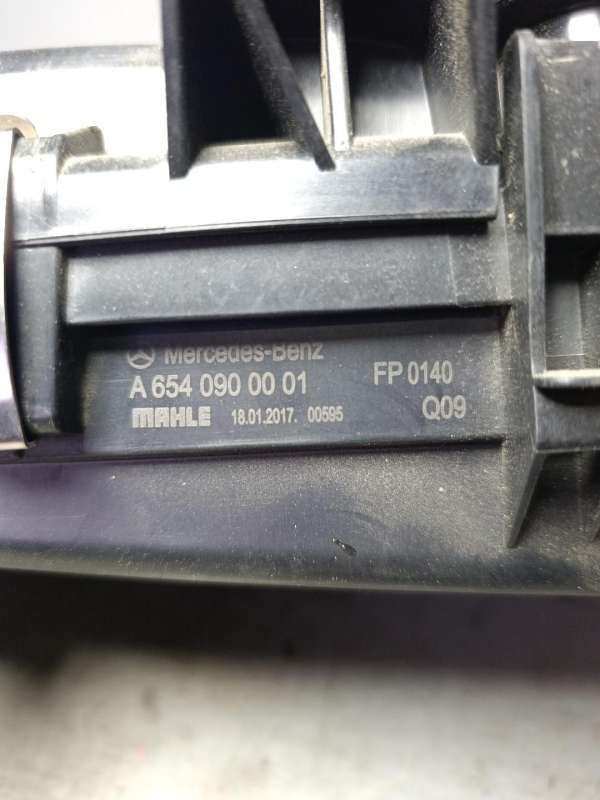 Mercedes-Benz
A 654 090 00 01 FP 0140
MAHLE 18.01.2017. 00595 Q09